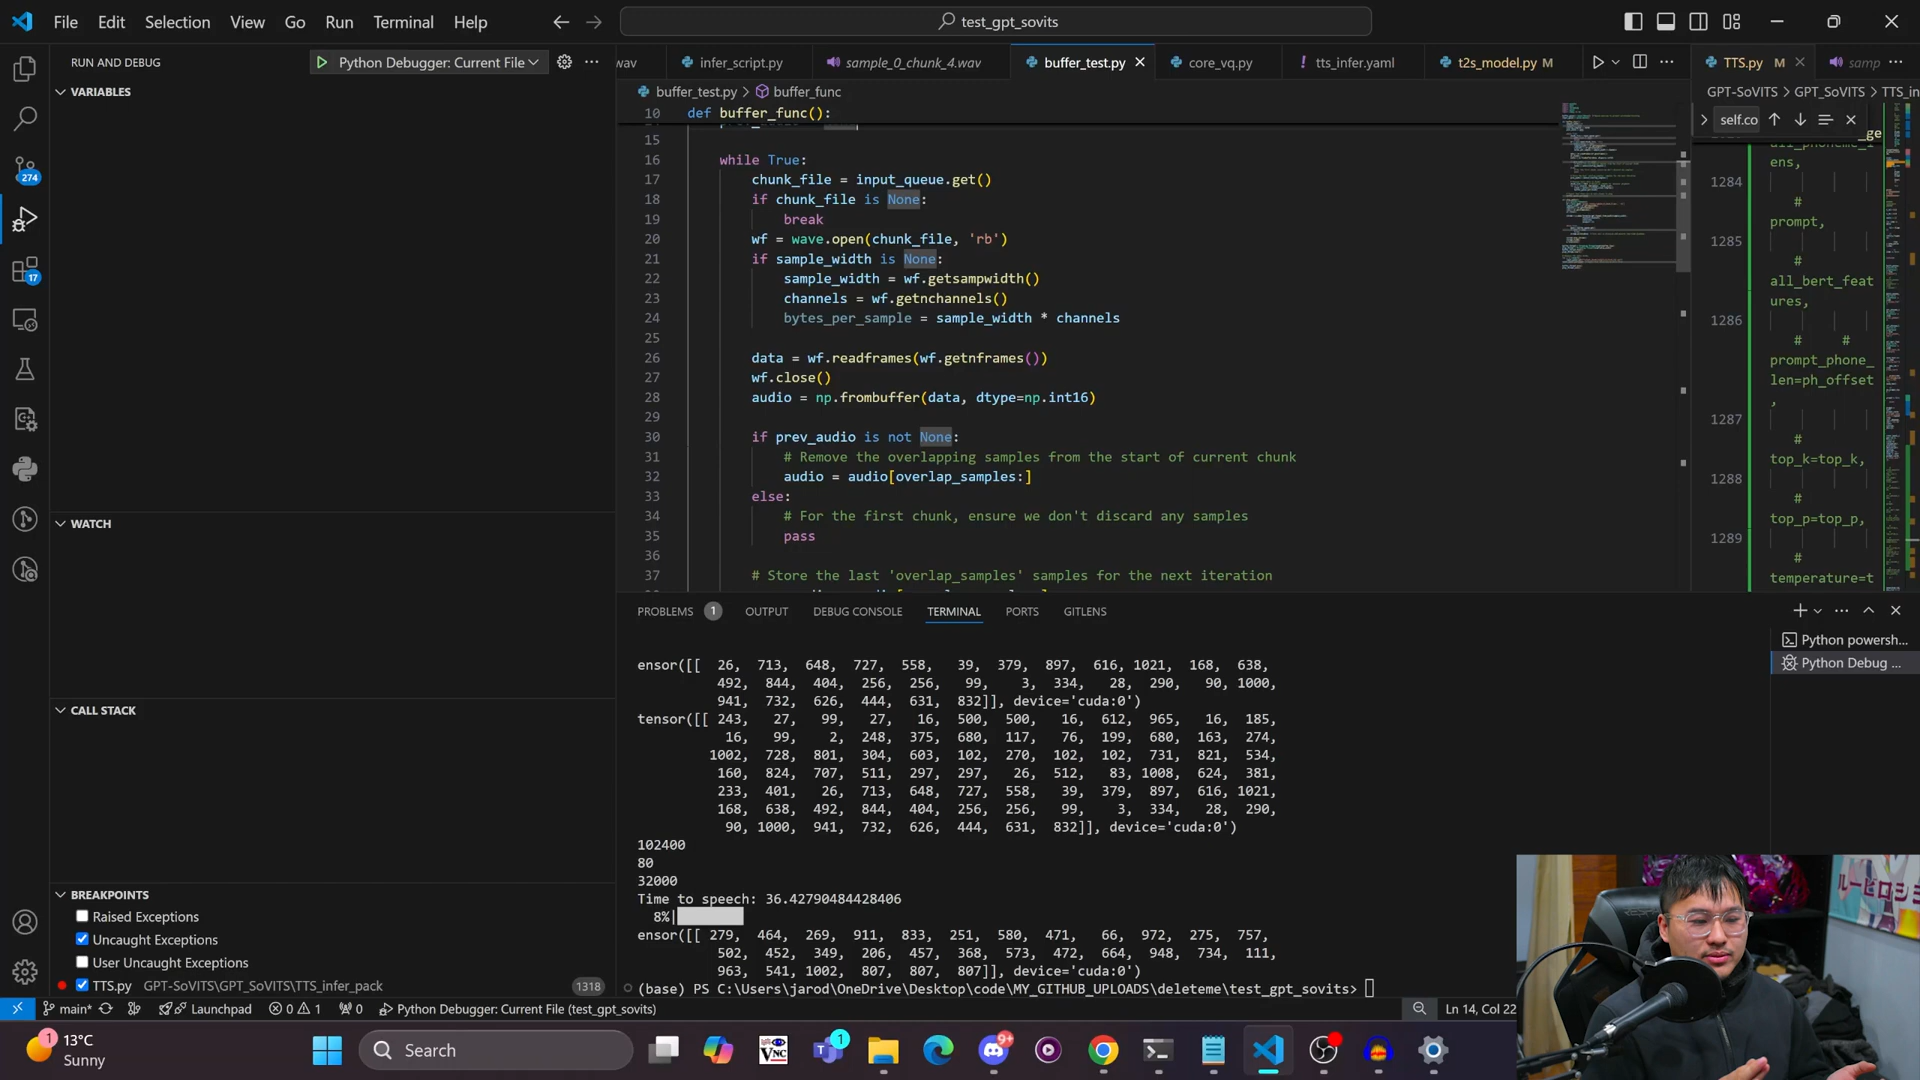 File Edit Selection View Go Run Terminal Help
test_gpt_sovits
RUN AND DEBUG
Python Debugger: Current File
wav
infer_script.py
sample_0_chunk_4.wav
buffer_test.py
core_vq.py
tts_infer.yaml
t2s_model.py M
TTS.py M
samp
buffer_test.py > buffer_func
GPT-SoVITS > GPT_SoVITS > TTS_in
VARIABLES
WATCH
CALL STACK
BREAKPOINTS
Raised Exceptions
Uncaught Exceptions
User Uncaught Exceptions
TTS.py GPT-SoVITS\GPT_SoVITS\TTS_infer_pack 1318
274
17
10 def buffer_func():
15
16 while True:
17 chunk_file = input_queue.get()
18 if chunk_file is None:
19 break
20 wf = wave.open(chunk_file, 'rb')
21 if sample_width is None:
22 sample_width = wf.getsampwidth()
23 channels = wf.getnchannels()
24 bytes_per_sample = sample_width * channels
25
26 data = wf.readframes(wf.getnframes())
27 wf.close()
28 audio = np.frombuffer(data, dtype=np.int16)
29
30 if prev_audio is not None:
31 # Remove the overlapping samples from the start of current chunk
32 audio = audio[overlap_samples:]
33 else:
34 # For the first chunk, ensure we don't discard any samples
35 pass
36
37 # Store the last 'overlap_samples' samples for the next iteration
self.co
_ge
ens,
1284 #
prompt,
1285 #
all_bert_feat
ures,
1286 # #
prompt_phone_
len=ph_offset
,
1287 #
top_k=top_k,
1288 #
top_p=top_p,
1289 #
temperature=t
PROBLEMS 1 OUTPUT DEBUG CONSOLE TERMINAL PORTS GITLENS
Python powersh...
Python Debug ...
ensor([[ 26, 713, 648, 727, 558, 39, 379, 897, 616, 1021, 168, 638,
492, 844, 404, 256, 256, 99, 3, 334, 28, 290, 90, 1000,
941, 732, 626, 444, 631, 832]], device='cuda:0')
tensor([[ 243, 27, 99, 27, 16, 500, 500, 16, 612, 965, 16, 185,
16, 99, 2, 248, 375, 680, 117, 76, 199, 680, 163, 274,
1002, 728, 801, 304, 603, 102, 270, 102, 102, 731, 821, 534,
160, 824, 707, 511, 297, 297, 26, 512, 83, 1008, 624, 381,
233, 401, 26, 713, 648, 727, 558, 39, 379, 897, 616, 1021,
168, 638, 492, 844, 404, 256, 256, 99, 3, 334, 28, 290,
90, 1000, 941, 732, 626, 444, 631, 832]], device='cuda:0')
102400
80
32000
Time to speech: 36.42790484428406
8%|
ensor([[ 279, 464, 269, 911, 833, 251, 580, 471, 66, 972, 275, 757,
502, 452, 349, 206, 457, 368, 573, 472, 664, 948, 734, 111,
963, 541, 1002, 807, 807, 807]], device='cuda:0')
(base) PS C:\Users\jarod\OneDrive\Desktop\code\MY_GITHUB_UPLOADS\deleteme\test_gpt_sovits>
main* Launchpad 0 1 0 Python Debugger: Current File (test_gpt_sovits)
Ln 14, Col 22
1
13°C
Sunny
Search
VNC
1
9+